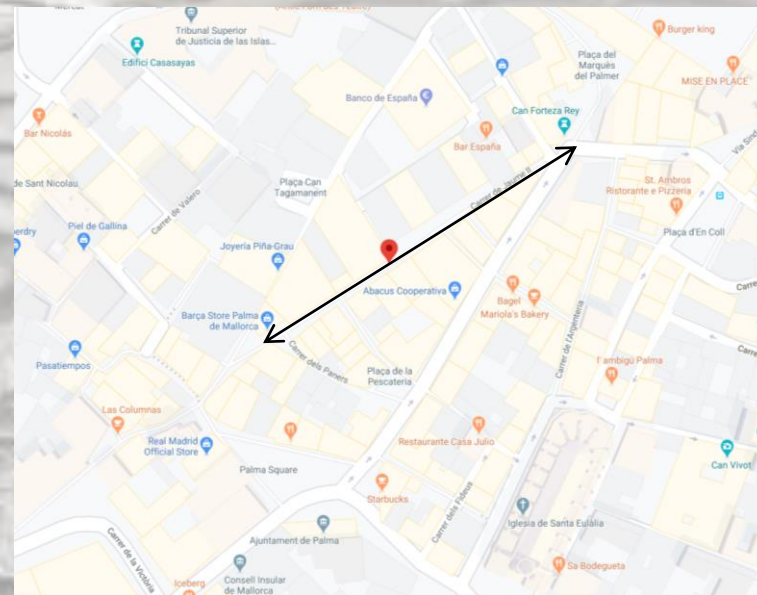 Tribunal Superior
de Justicia de las Islas...
Edifici Casasayas
Burger king
Plaça del
Marquès
del Palmer
MISE EN PLACE
Banco de España
Can Forteza Rey
Bar Nicolás
Bar España
Via Sind
de Sant Nicolau
Plaça Can
Tagamanent
Carrer de Jaume II
St. Ambros
Ristorante e Pizzeria
Carrer de Valero
Piel de Gallina
Joyería Piña-Grau
Plaça d'En Coll
Abacus Cooperativa
Carre
Bagel
Mariola's Bakery
Barça Store Palma
de Mallorca
Carrer de l'Argenteria
Carrer dels Paners
Pasatiempos
Plaça de la
Pescateria
l'ambigú Palma
Carre
Las Columnas
Real Madrid
Official Store
Restaurante Casa Julio
Palma Square
Can Vivot
Starbucks
Carrer dels Fideus
Iglesia de Santa Eulàlia
Carrer de la Victòria
Ajuntament de Palma
Sa Bodegueta
Iceberg
Consell Insular
de Mallorca